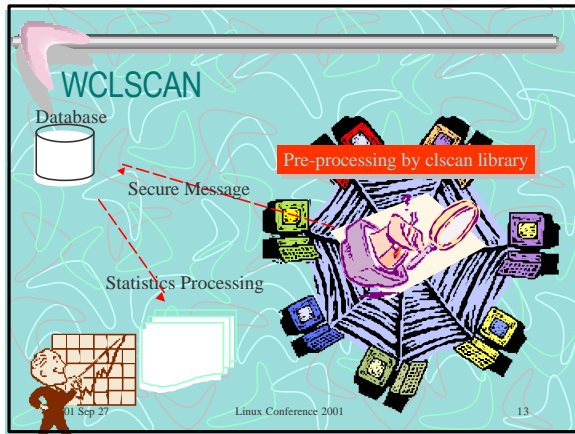 WCLSCAN
Database
Pre-processing by clscan library
Secure Message
Statistics Processing
01 Sep 27
Linux Conference 2001
13